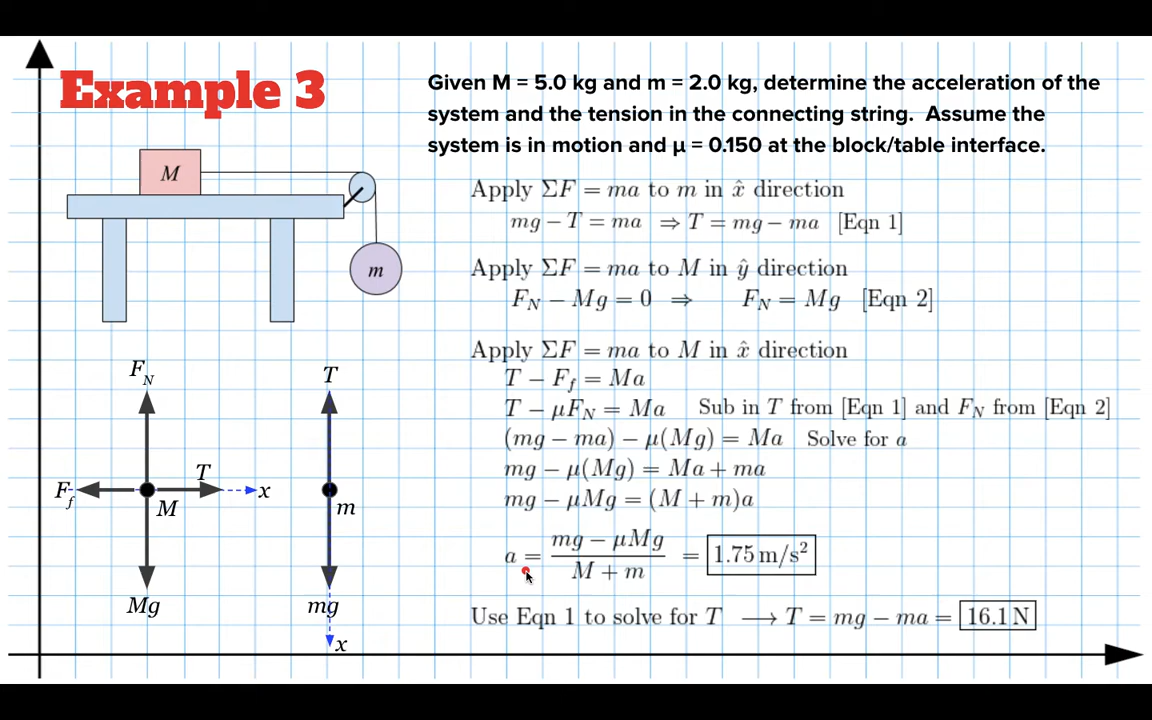 Example 3
Given M = 5.0 kg and m = 2.0 kg, determine the acceleration of the
system and the tension in the connecting string. Assume the
system is in motion and μ = 0.150 at the block/table interface.
M
m
Apply ΣF = ma to m in x̂ direction
mg − T = ma ⇒ T = mg − ma [Eqn 1]
Apply ΣF = ma to M in ŷ direction
F_N − Mg = 0 ⇒ F_N = Mg [Eqn 2]
Apply ΣF = ma to M in x̂ direction
T − F_f = Ma
T − μF_N = Ma Sub in T from [Eqn 1] and F_N from [Eqn 2]
(mg − ma) − μ(Mg) = Ma Solve for a
mg − μ(Mg) = Ma + ma
mg − μMg = (M + m)a
a = (mg − μMg)/(M + m) = 1.75 m/s²
Use Eqn 1 to solve for T ⟶ T = mg − ma = 16.1 N
F_N
F_f
T
x
M
Mg
T
m
mg
x